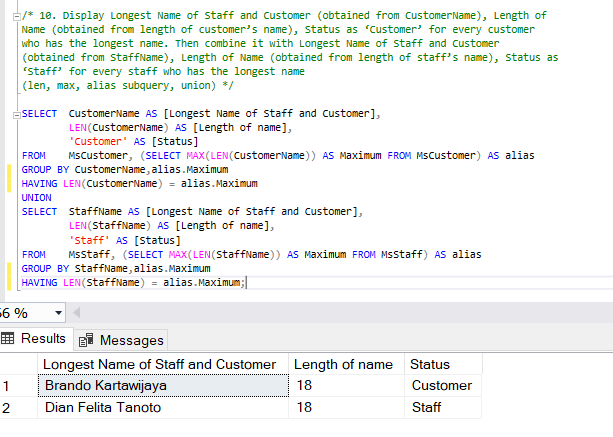 /* 10. Display Longest Name of Staff and Customer (obtained from CustomerName), Length of
Name (obtained from length of customer’s name), Status as ‘Customer’ for every customer
who has the longest name. Then combine it with Longest Name of Staff and Customer
(obtained from StaffName), Length of Name (obtained from length of staff’s name), Status as
‘Staff’ for every staff who has the longest name
(len, max, alias subquery, union) */
SELECT CustomerName AS [Longest Name of Staff and Customer],
LEN(CustomerName) AS [Length of name],
'Customer' AS [Status]
FROM MsCustomer, (SELECT MAX(LEN(CustomerName)) AS Maximum FROM MsCustomer) AS alias
GROUP BY CustomerName,alias.Maximum
HAVING LEN(CustomerName) = alias.Maximum
UNION
SELECT StaffName AS [Longest Name of Staff and Customer],
LEN(StaffName) AS [Length of name],
'Staff' AS [Status]
FROM MsStaff, (SELECT MAX(LEN(StaffName)) AS Maximum FROM MsStaff) AS alias
GROUP BY StaffName,alias.Maximum
HAVING LEN(StaffName) = alias.Maximum;
66 %
Results Messages
Longest Name of Staff and Customer Length of name Status
1 Brando Kartawijaya 18 Customer
2 Dian Felita Tanoto 18 Staff